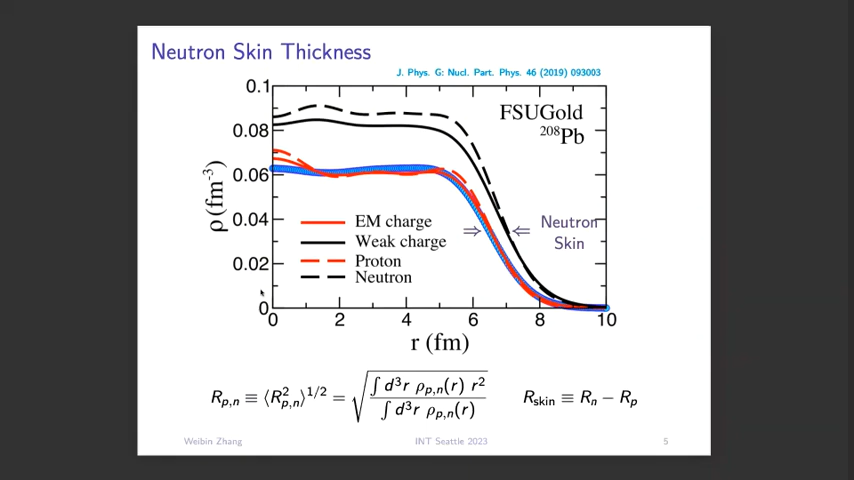 Neutron Skin Thickness
J. Phys. G: Nucl. Part. Phys. 46 (2019) 093003
0.1
0.08
0.06
0.04
0.02
0
ρ (fm⁻³)
FSUGold
²⁰⁸Pb
EM charge
Weak charge
Proton
Neutron
⇒ ⇐ Neutron
Skin
0 2 4 6 8 10
r (fm)
R_{p,n} ≡ ⟨R²_{p,n}⟩^{1/2} = √(∫ d³r ρ_{p,n}(r) r² / ∫ d³r ρ_{p,n}(r)) R_skin ≡ R_n − R_p
Weibin Zhang INT Seattle 2023 5